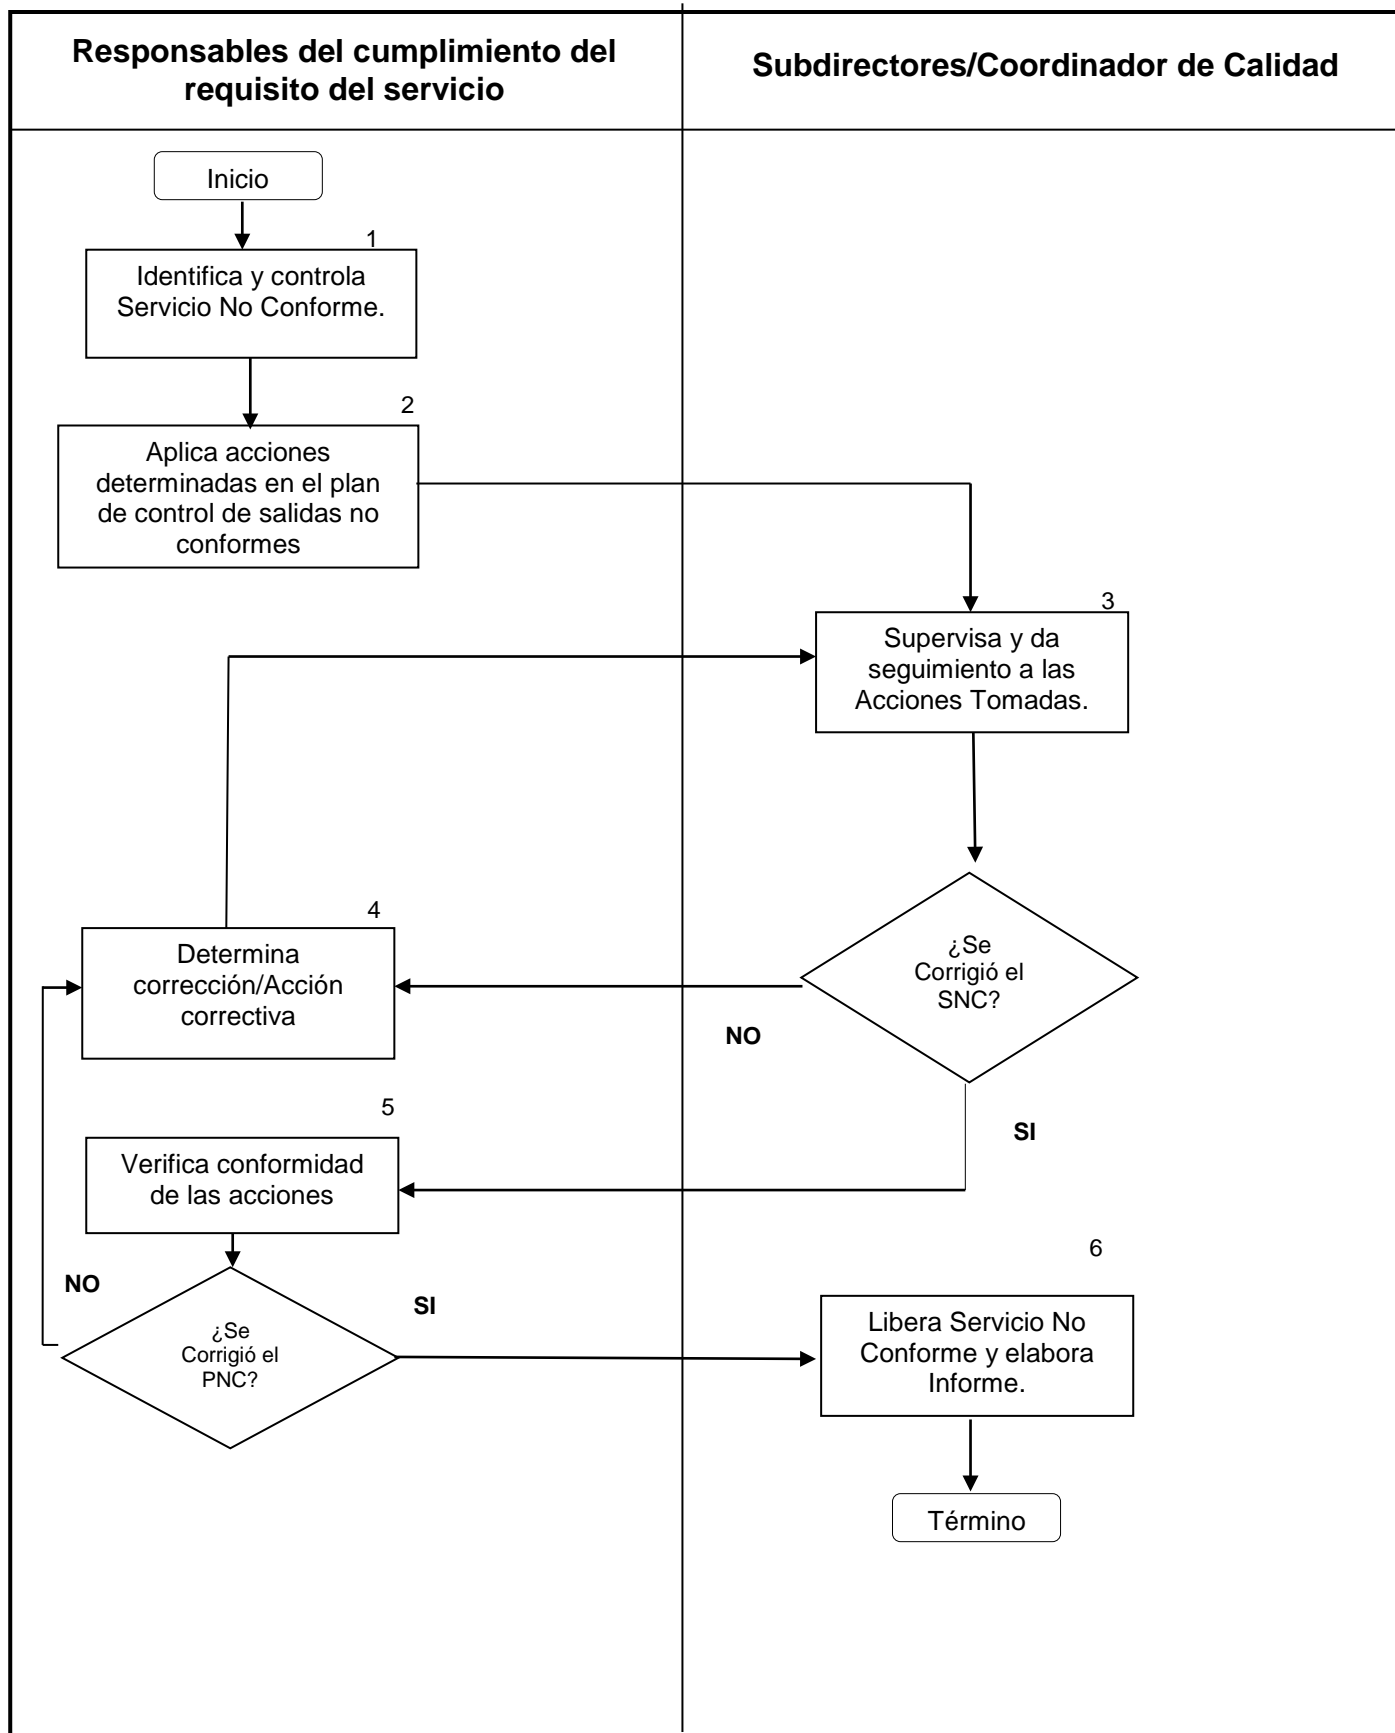 Responsables del cumplimiento del
requisito del servicio
Subdirectores/Coordinador de Calidad
Inicio
1
Identifica y controla
Servicio No Conforme.
2
Aplica acciones
determinadas en el plan
de control de salidas no
conformes
3
Supervisa y da
seguimiento a las
Acciones Tomadas.
¿Se
Corrigió el
SNC?
NO
SI
4
Determina
corrección/Acción
correctiva
5
Verifica conformidad
de las acciones
NO
SI
¿Se
Corrigió el
PNC?
6
Libera Servicio No
Conforme y elabora
Informe.
Término